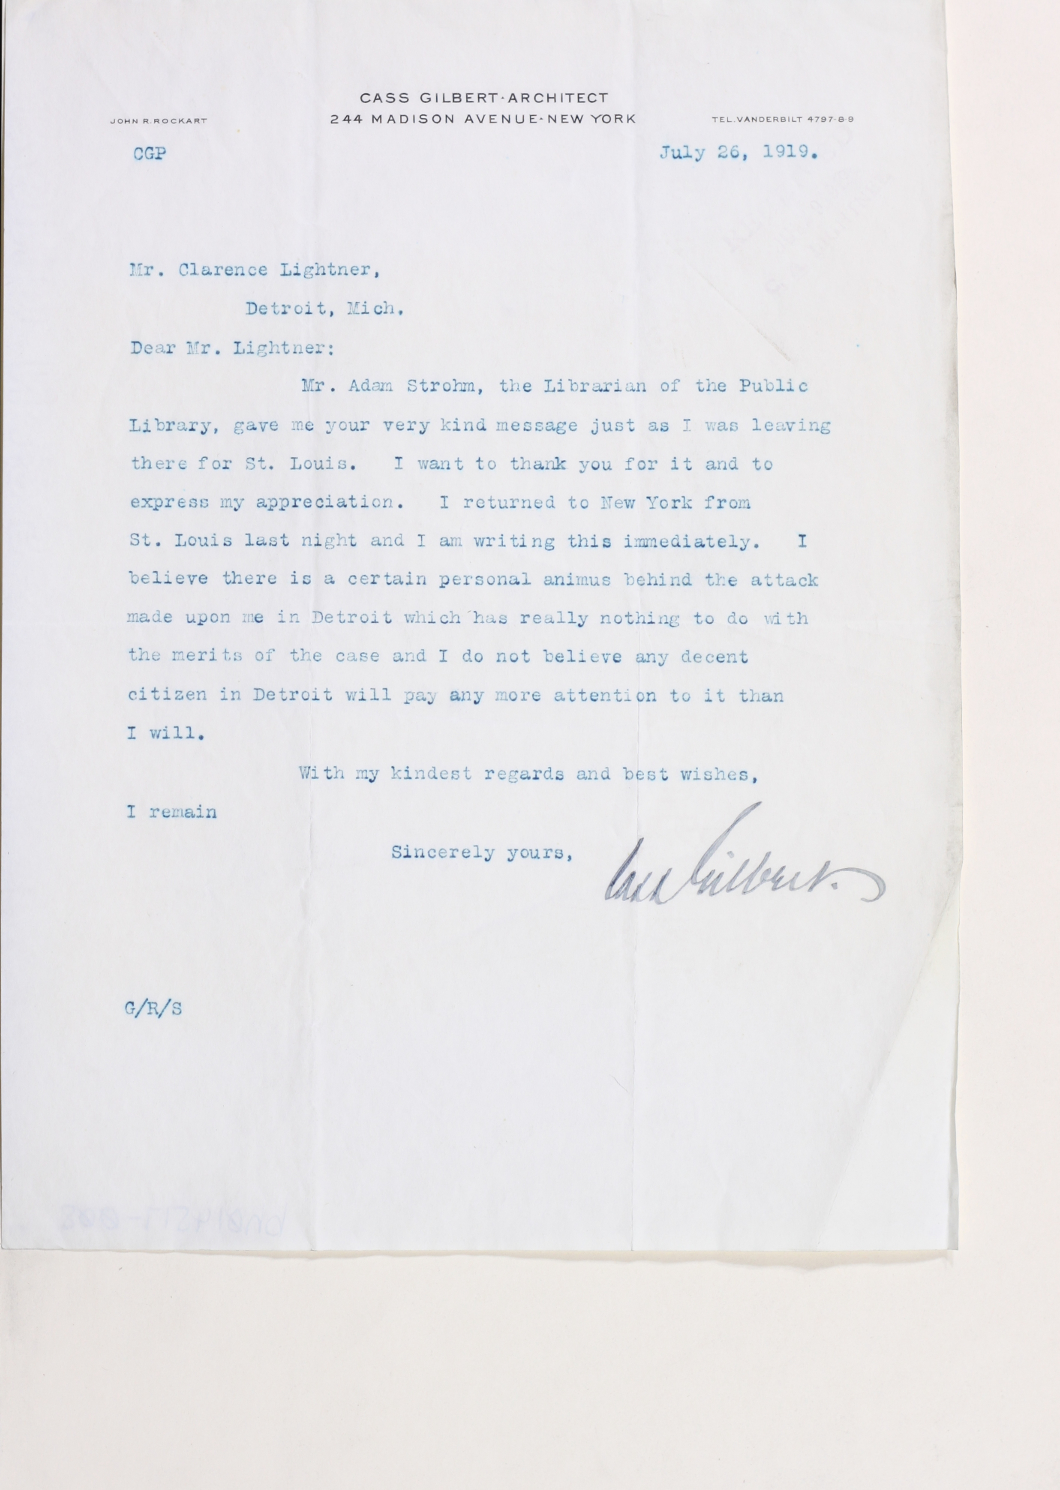 CASS GILBERT·ARCHITECT
JOHN R. ROCKART 244 MADISON AVENUE·NEW YORK TEL. VANDERBILT 4797-8-9
CGP July 26, 1919.
Mr. Clarence Lightner,
Detroit, Mich.
Dear Mr. Lightner:
Mr. Adam Strohm, the Librarian of the Public
Library, gave me your very kind message just as I was leaving
there for St. Louis. I want to thank you for it and to
express my appreciation. I returned to New York from
St. Louis last night and I am writing this immediately. I
believe there is a certain personal animus behind the attack
made upon me in Detroit which has really nothing to do with
the merits of the case and I do not believe any decent
citizen in Detroit will pay any more attention to it than
I will.
With my kindest regards and best wishes,
I remain
Sincerely yours,
Cass Gilbert.
G/R/S